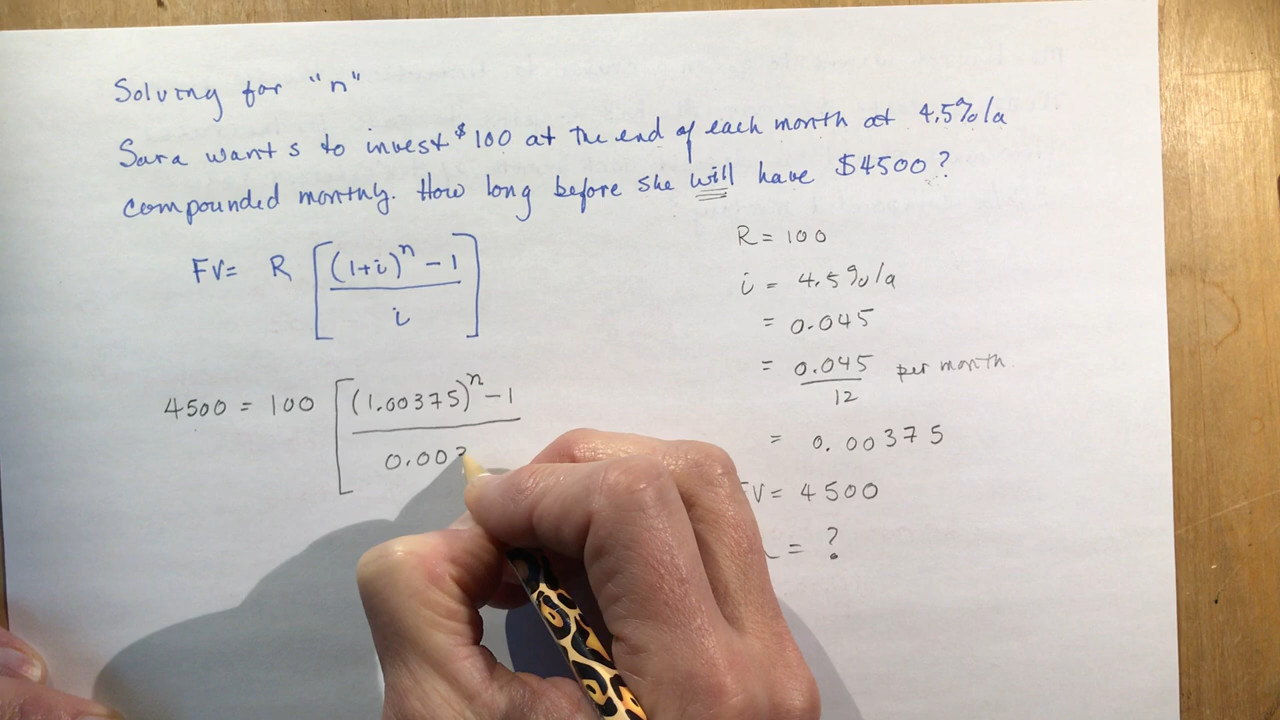 Solving for "n"
Sara wants to invest $100 at the end of each month at 4.5%/a
compounded monthly. How long before she will have $4500?
FV= R [ (1+i)^n - 1 / i ]
4500 = 100 [ (1.00375)^n - 1 / 0.003
R = 100
i = 4.5%/a
= 0.045
= 0.045 / 12 per month
= 0.00375
FV = 4500
= ?